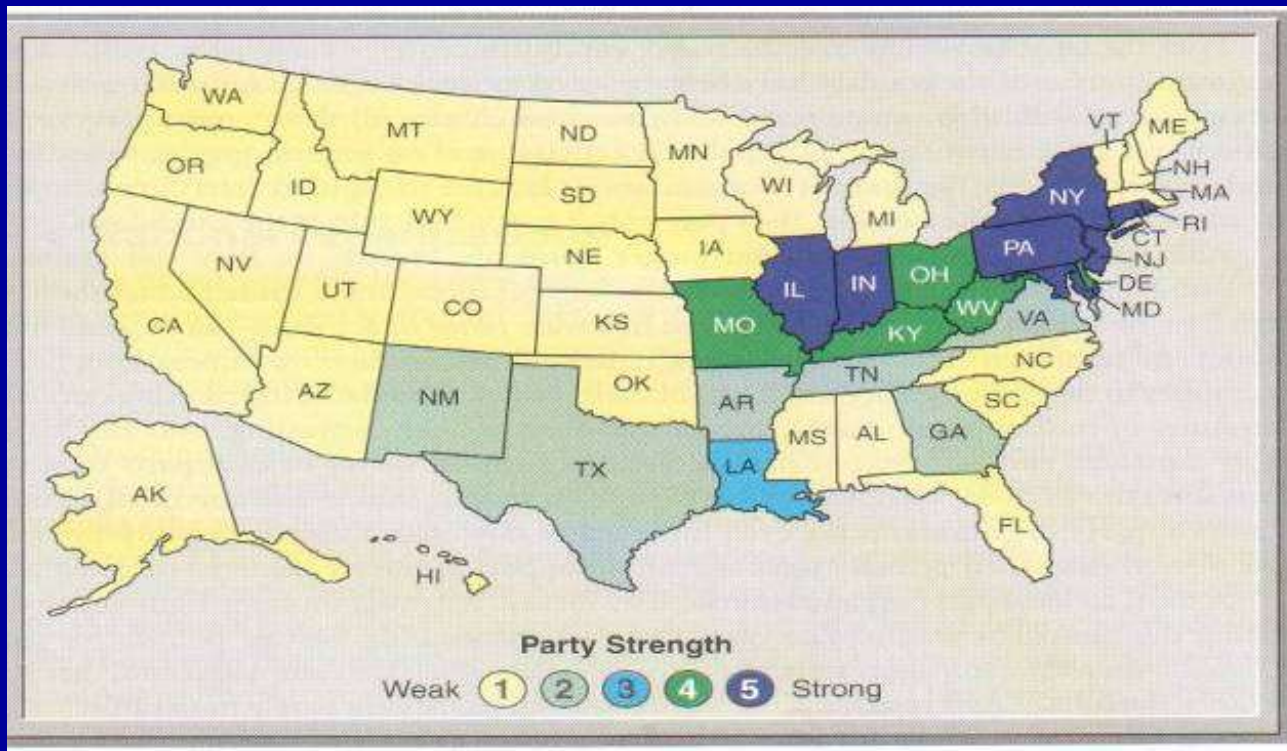 WA
MT
ND
MN
VT
ME
OR
ID
SD
WI
MI
NY
NH
MA
WY
RI
IA
PA
CT
NV
NE
NJ
UT
CO
IL
IN
OH
DE
CA
KS
MO
WV
VA
MD
KY
AZ
NM
OK
AR
TN
NC
TX
LA
MS
AL
GA
SC
AK
HI
FL
Party Strength
Weak 1 2 3 4 5 Strong